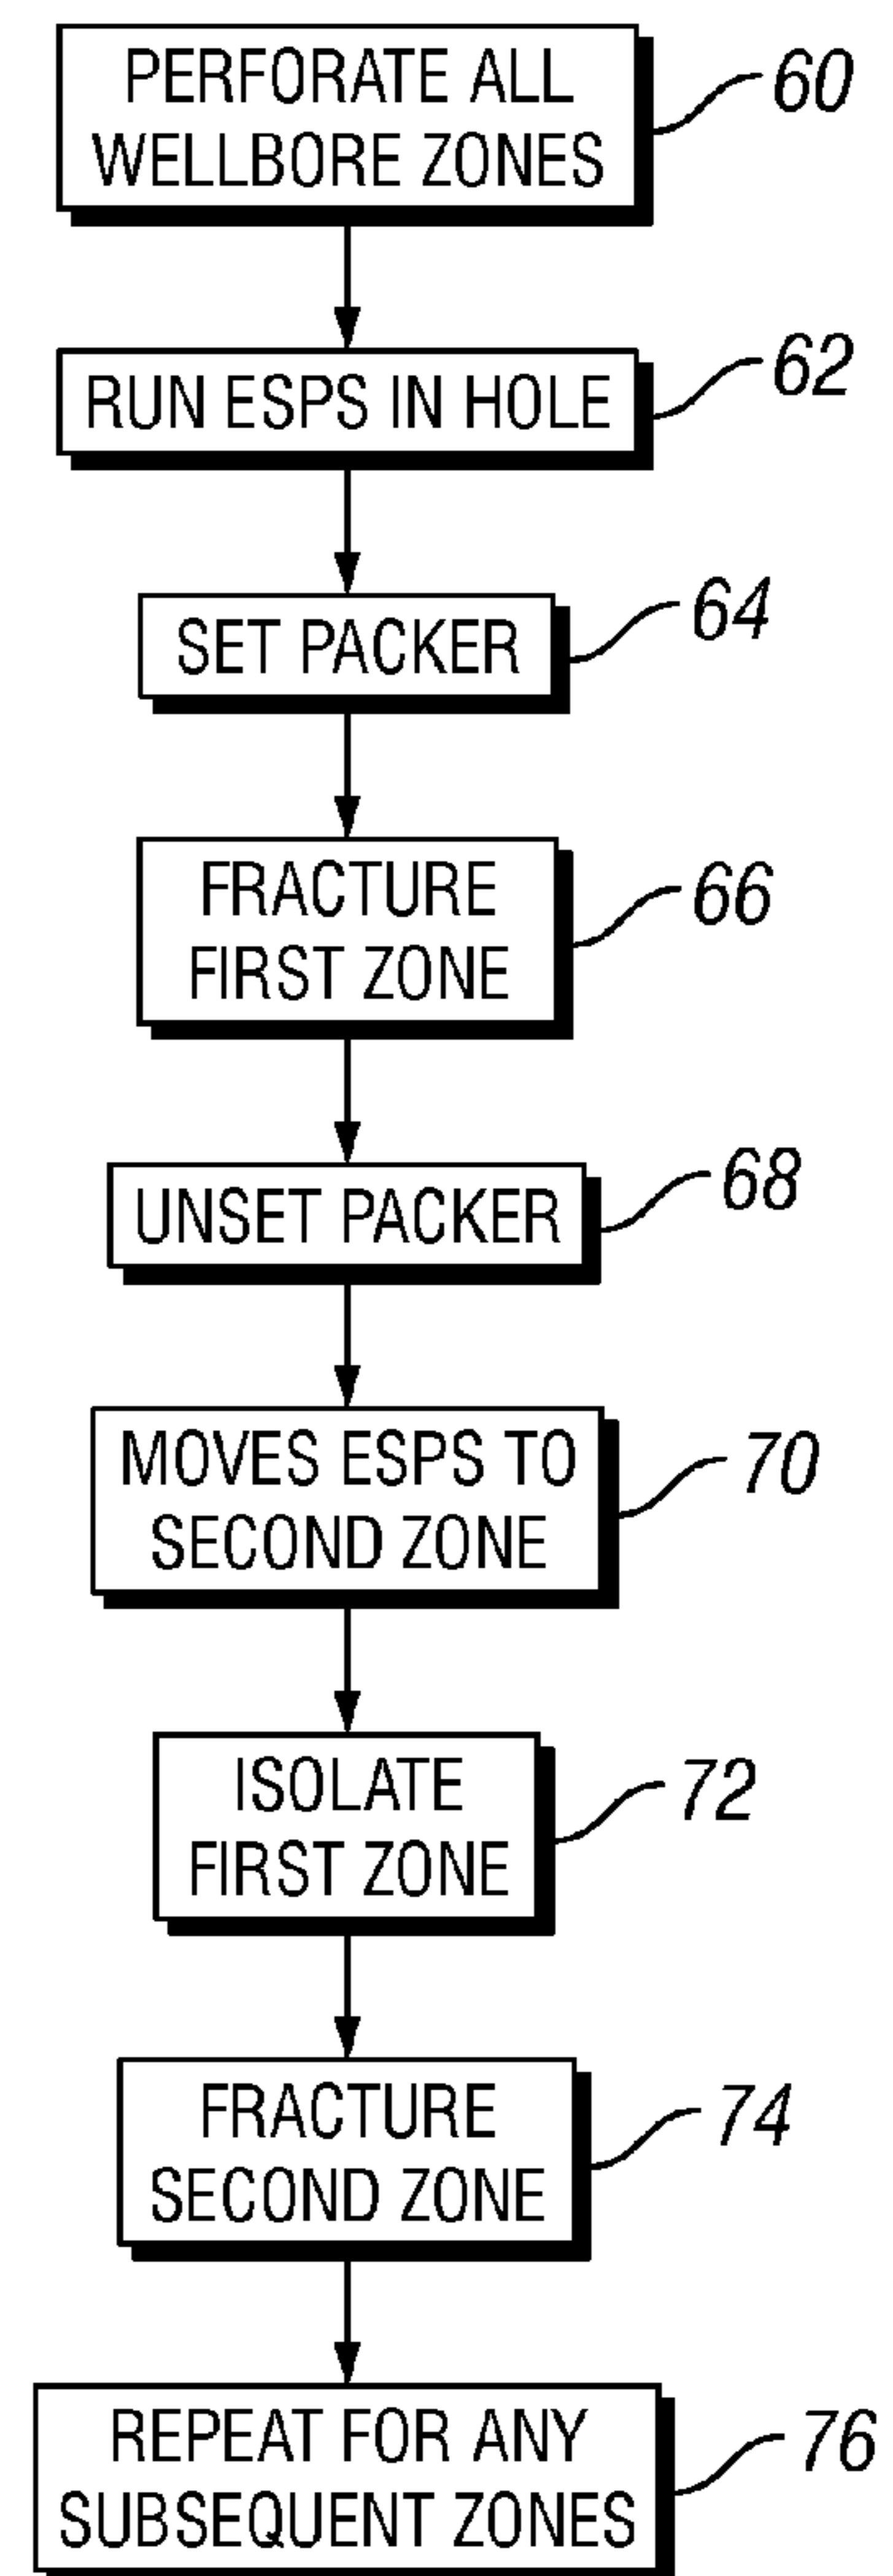 PERFORATE ALL
WELLBORE ZONES
60
RUN ESPS IN HOLE
62
SET PACKER
64
FRACTURE
FIRST ZONE
66
UNSET PACKER
68
MOVES ESPS TO
SECOND ZONE
70
ISOLATE
FIRST ZONE
72
FRACTURE
SECOND ZONE
74
REPEAT FOR ANY
SUBSEQUENT ZONES
76